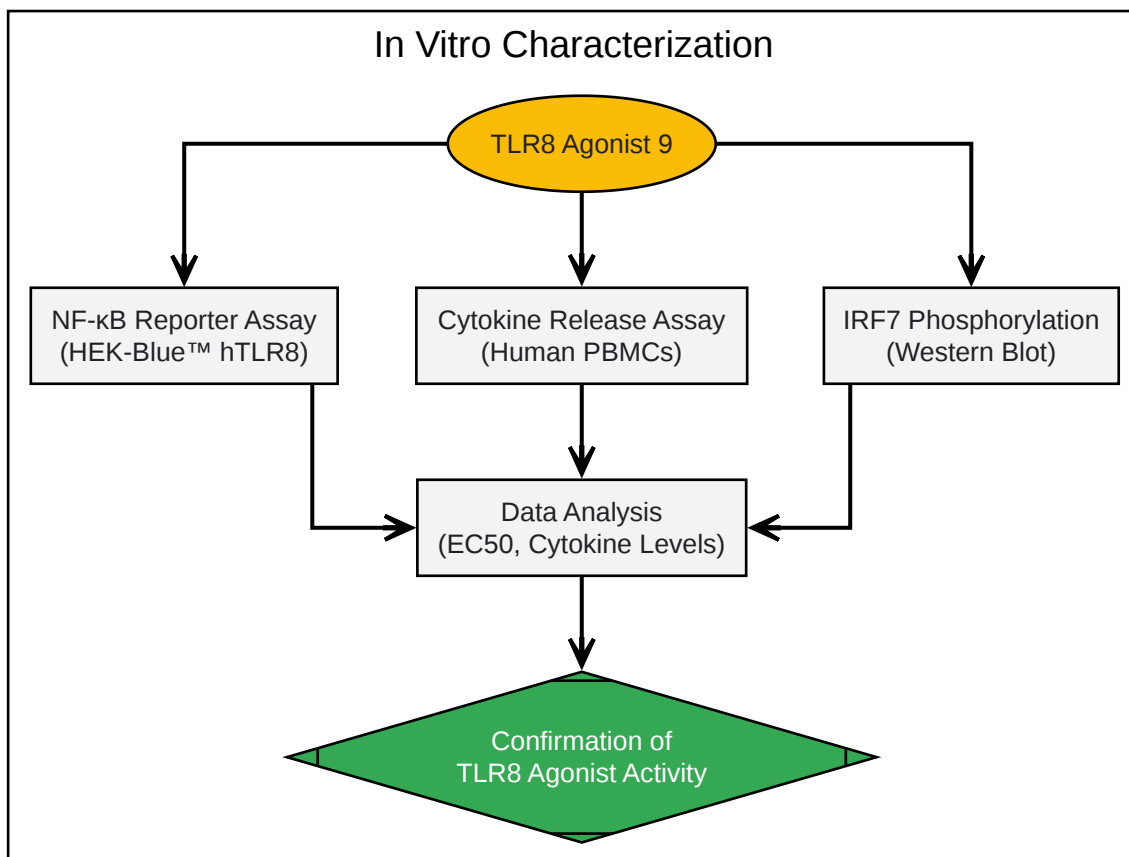 In Vitro Characterization
TLR8 Agonist 9
NF-κB Reporter Assay
(HEK-Blue™ hTLR8)
Cytokine Release Assay
(Human PBMCs)
IRF7 Phosphorylation
(Western Blot)
Data Analysis
(EC50, Cytokine Levels)
Confirmation of
TLR8 Agonist Activity